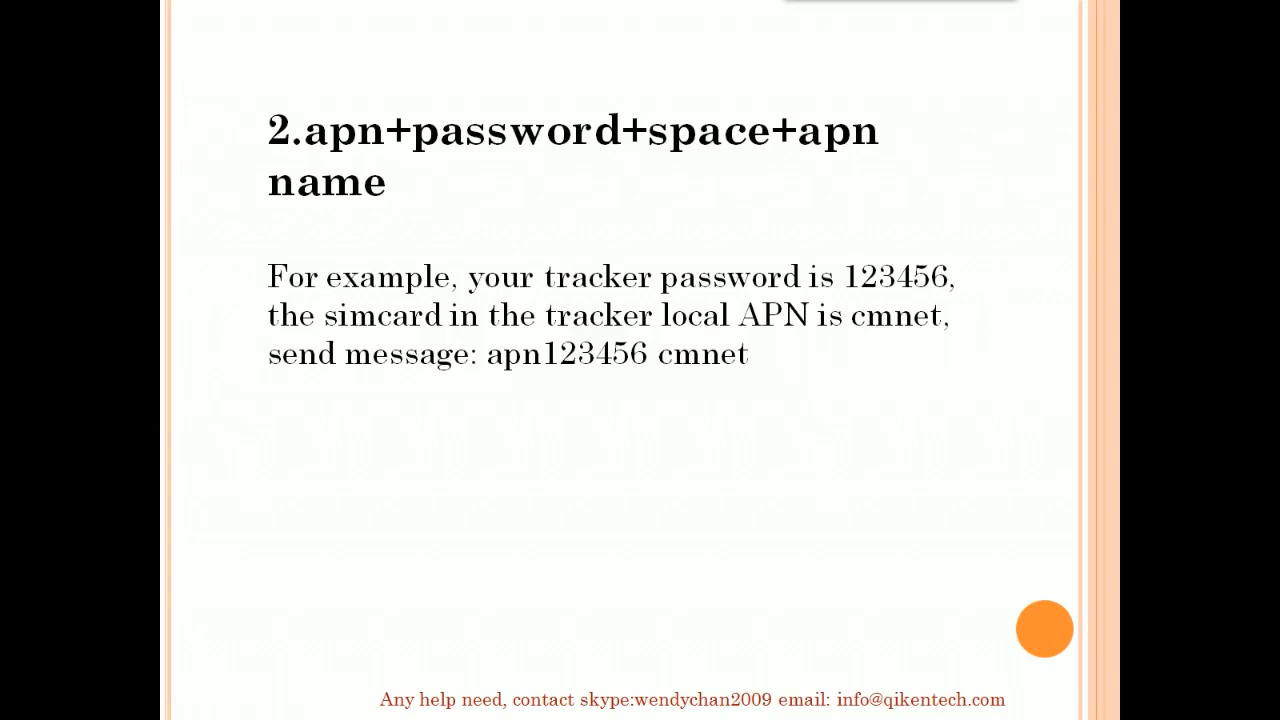 2.apn+password+space+apn
name
For example, your tracker password is 123456,
the simcard in the tracker local APN is cmnet,
send message: apn123456 cmnet
Any help need, contact skype:wendychan2009 email: info@qikentech.com